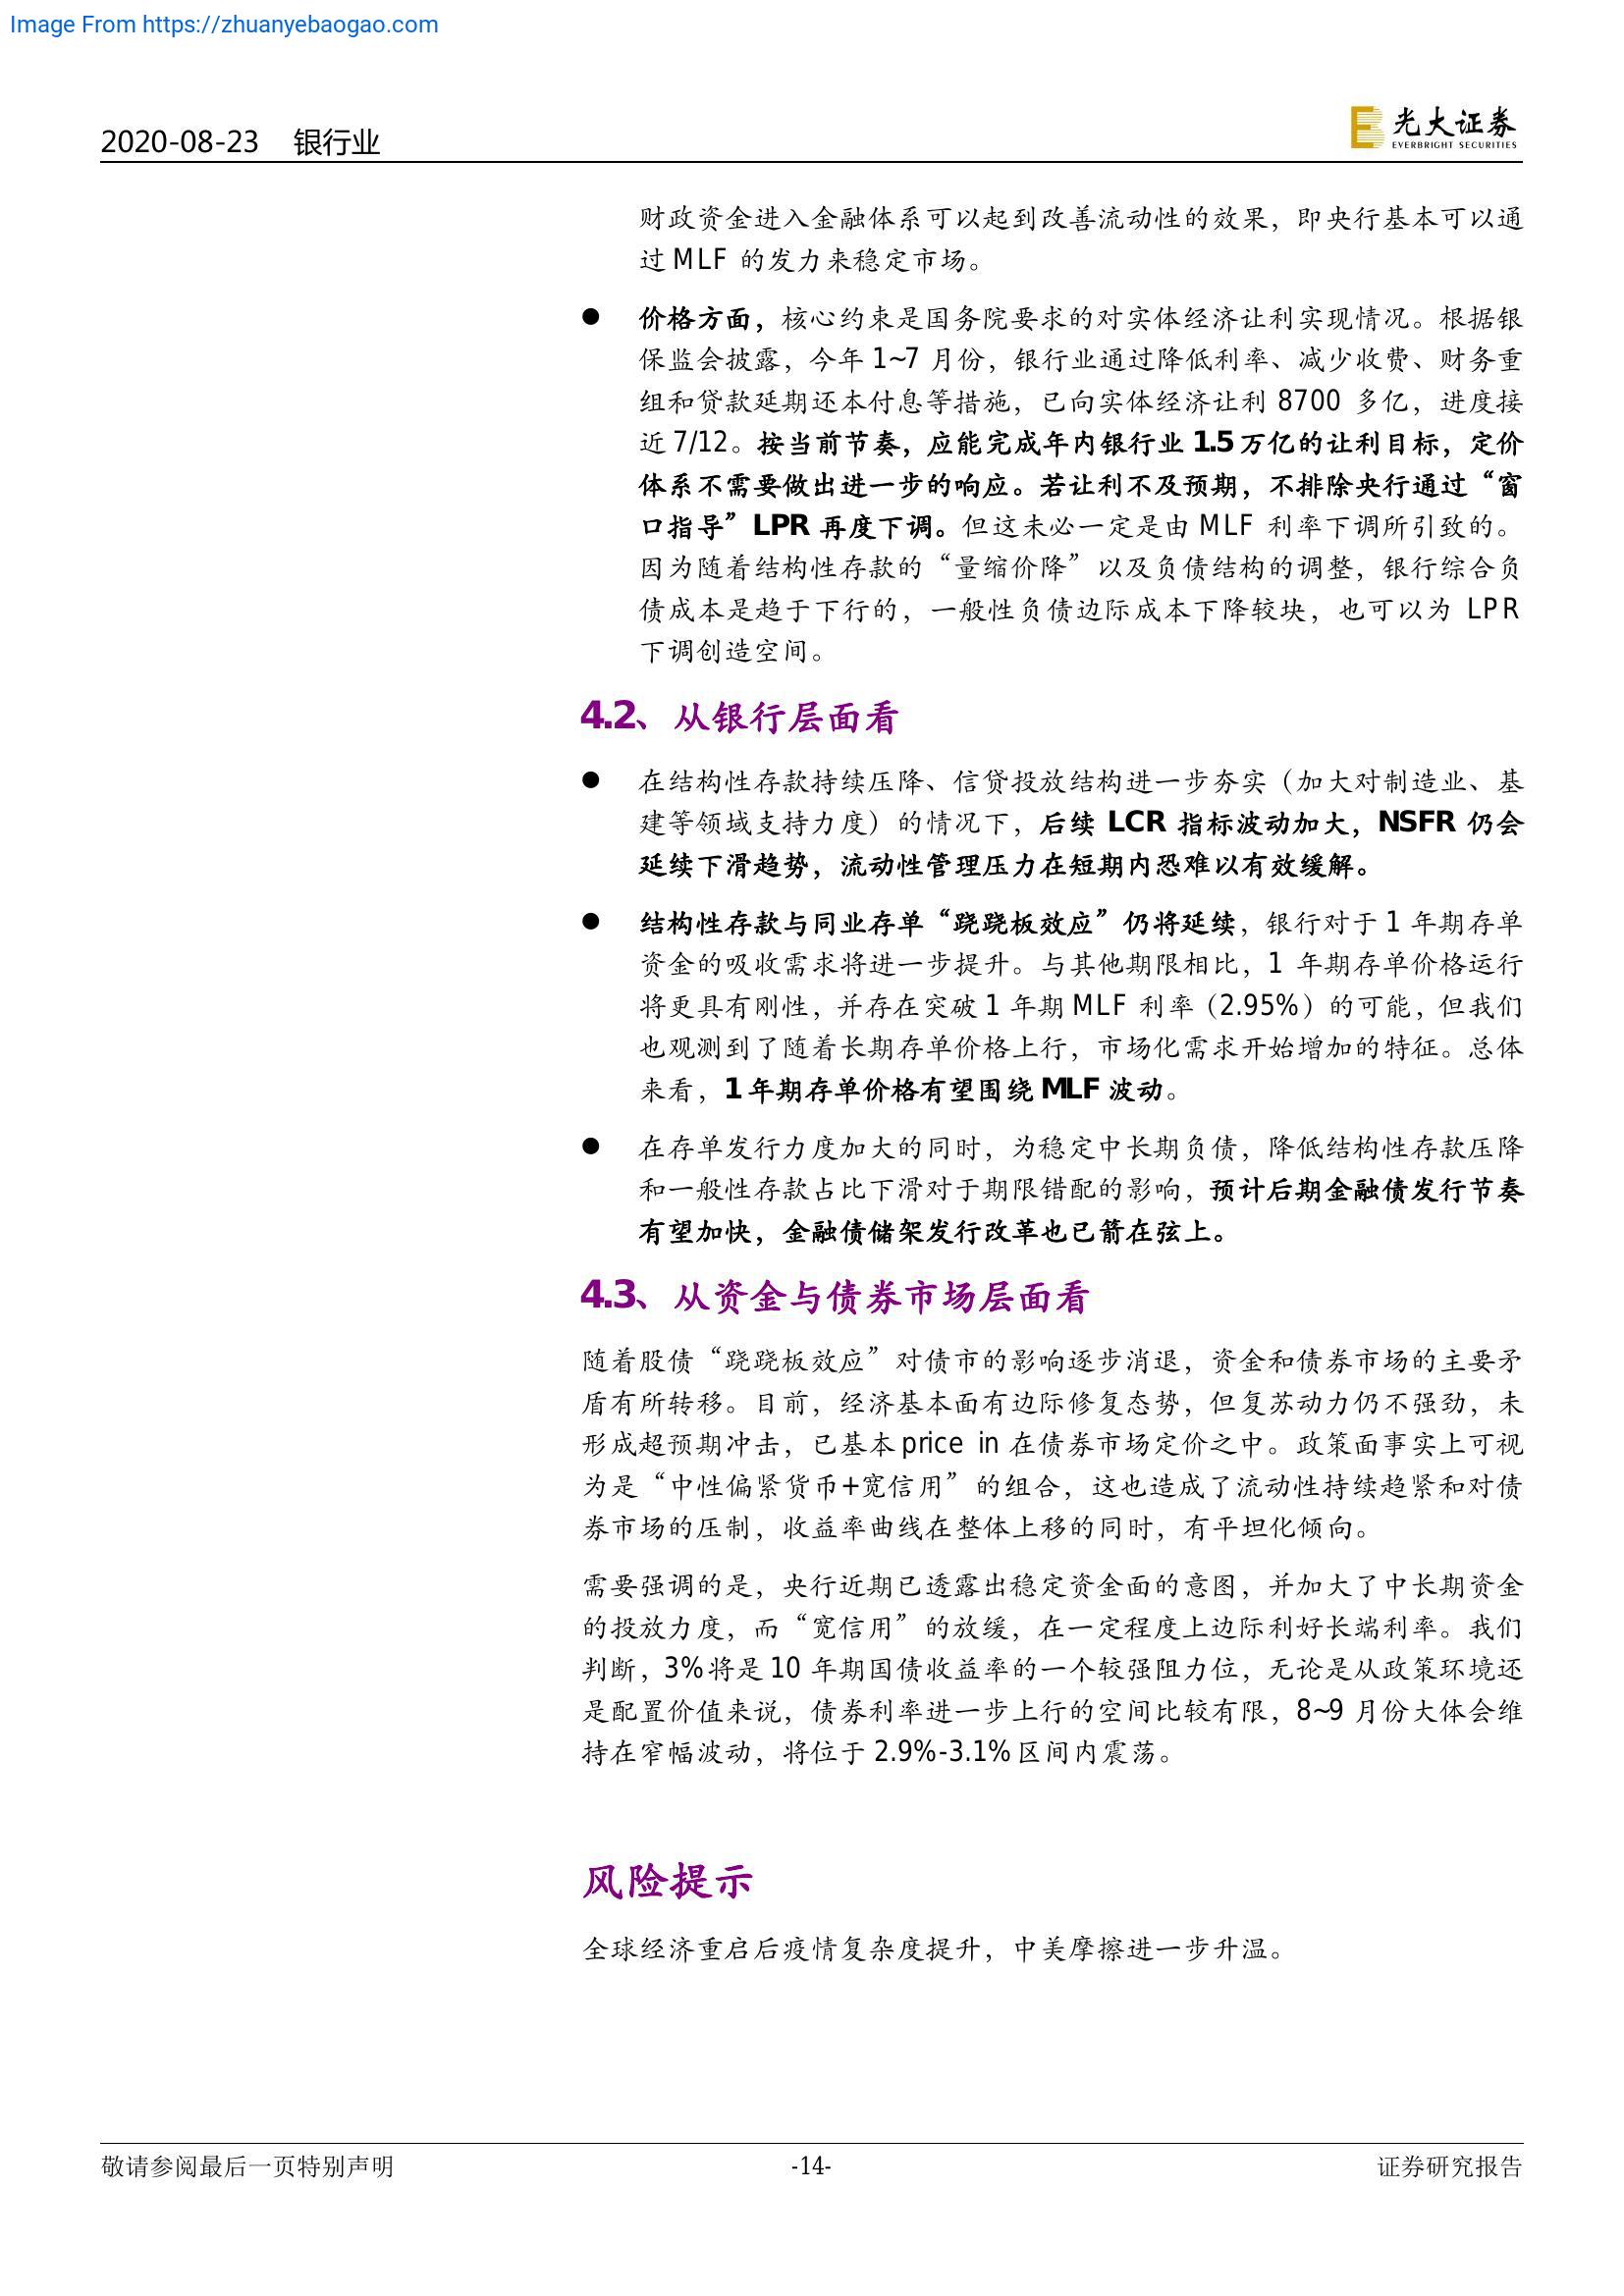 Image From https://zhuanyebaogao.com
2020-08-23 银行业
光大证券
EVERBRIGHT SECURITIES
财政资金进入金融体系可以起到改善流动性的效果，即央行基本可以通
过 MLF 的发力来稳定市场。
● 价格方面，核心约束是国务院要求的对实体经济让利实现情况。根据银
保监会披露，今年 1~7 月份，银行业通过降低利率、减少收费、财务重
组和贷款延期还本付息等措施，已向实体经济让利 8700 多亿，进度接
近 7/12。按当前节奏，应能完成年内银行业 1.5 万亿的让利目标，定价
体系不需要做出进一步的响应。若让利不及预期，不排除央行通过“窗
口指导”LPR 再度下调。但这未必一定是由 MLF 利率下调所引致的。
因为随着结构性存款的“量缩价降”以及负债结构的调整，银行综合负
债成本是趋于下行的，一般性负债边际成本下降较块，也可以为 LPR
下调创造空间。
4.2、从银行层面看
● 在结构性存款持续压降、信贷投放结构进一步夯实（加大对制造业、基
建等领域支持力度）的情况下，后续 LCR 指标波动加大，NSFR 仍会
延续下滑趋势，流动性管理压力在短期内恐难以有效缓解。
● 结构性存款与同业存单“跷跷板效应”仍将延续，银行对于 1 年期存单
资金的吸收需求将进一步提升。与其他期限相比，1 年期存单价格运行
将更具有刚性，并存在突破 1 年期 MLF 利率（2.95%）的可能，但我们
也观测到了随着长期存单价格上行，市场化需求开始增加的特征。总体
来看，1 年期存单价格有望围绕 MLF 波动。
● 在存单发行力度加大的同时，为稳定中长期负债，降低结构性存款压降
和一般性存款占比下滑对于期限错配的影响，预计后期金融债发行节奏
有望加快，金融债储架发行改革也已箭在弦上。
4.3、从资金与债券市场层面看
随着股债“跷跷板效应”对债市的影响逐步消退，资金和债券市场的主要矛
盾有所转移。目前，经济基本面有边际修复态势，但复苏动力仍不强劲，未
形成超预期冲击，已基本 price in 在债券市场定价之中。政策面事实上可视
为是“中性偏紧货币+宽信用”的组合，这也造成了流动性持续趋紧和对债
券市场的压制，收益率曲线在整体上移的同时，有平坦化倾向。
需要强调的是，央行近期已透露出稳定资金面的意图，并加大了中长期资金
的投放力度，而“宽信用”的放缓，在一定程度上边际利好长端利率。我们
判断，3%将是 10 年期国债收益率的一个较强阻力位，无论是从政策环境还
是配置价值来说，债券利率进一步上行的空间比较有限，8~9 月份大体会维
持在窄幅波动，将位于 2.9%-3.1%区间内震荡。
风险提示
全球经济重启后疫情复杂度提升，中美摩擦进一步升温。
敬请参阅最后一页特别声明
-14-
证券研究报告